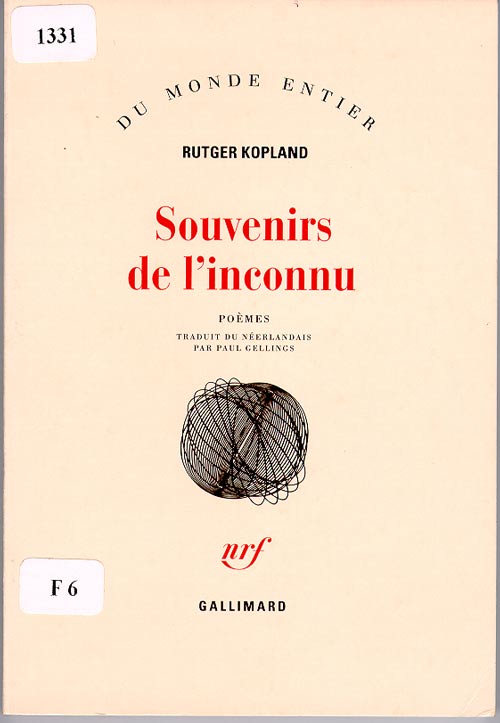 1331
DU MONDE ENTIER
RUTGER KOPLAND
Souvenirs
de l'inconnu
POÈMES
TRADUIT DU NÉERLANDAIS
PAR PAUL GELLINGS
nrf
F 6
GALLIMARD